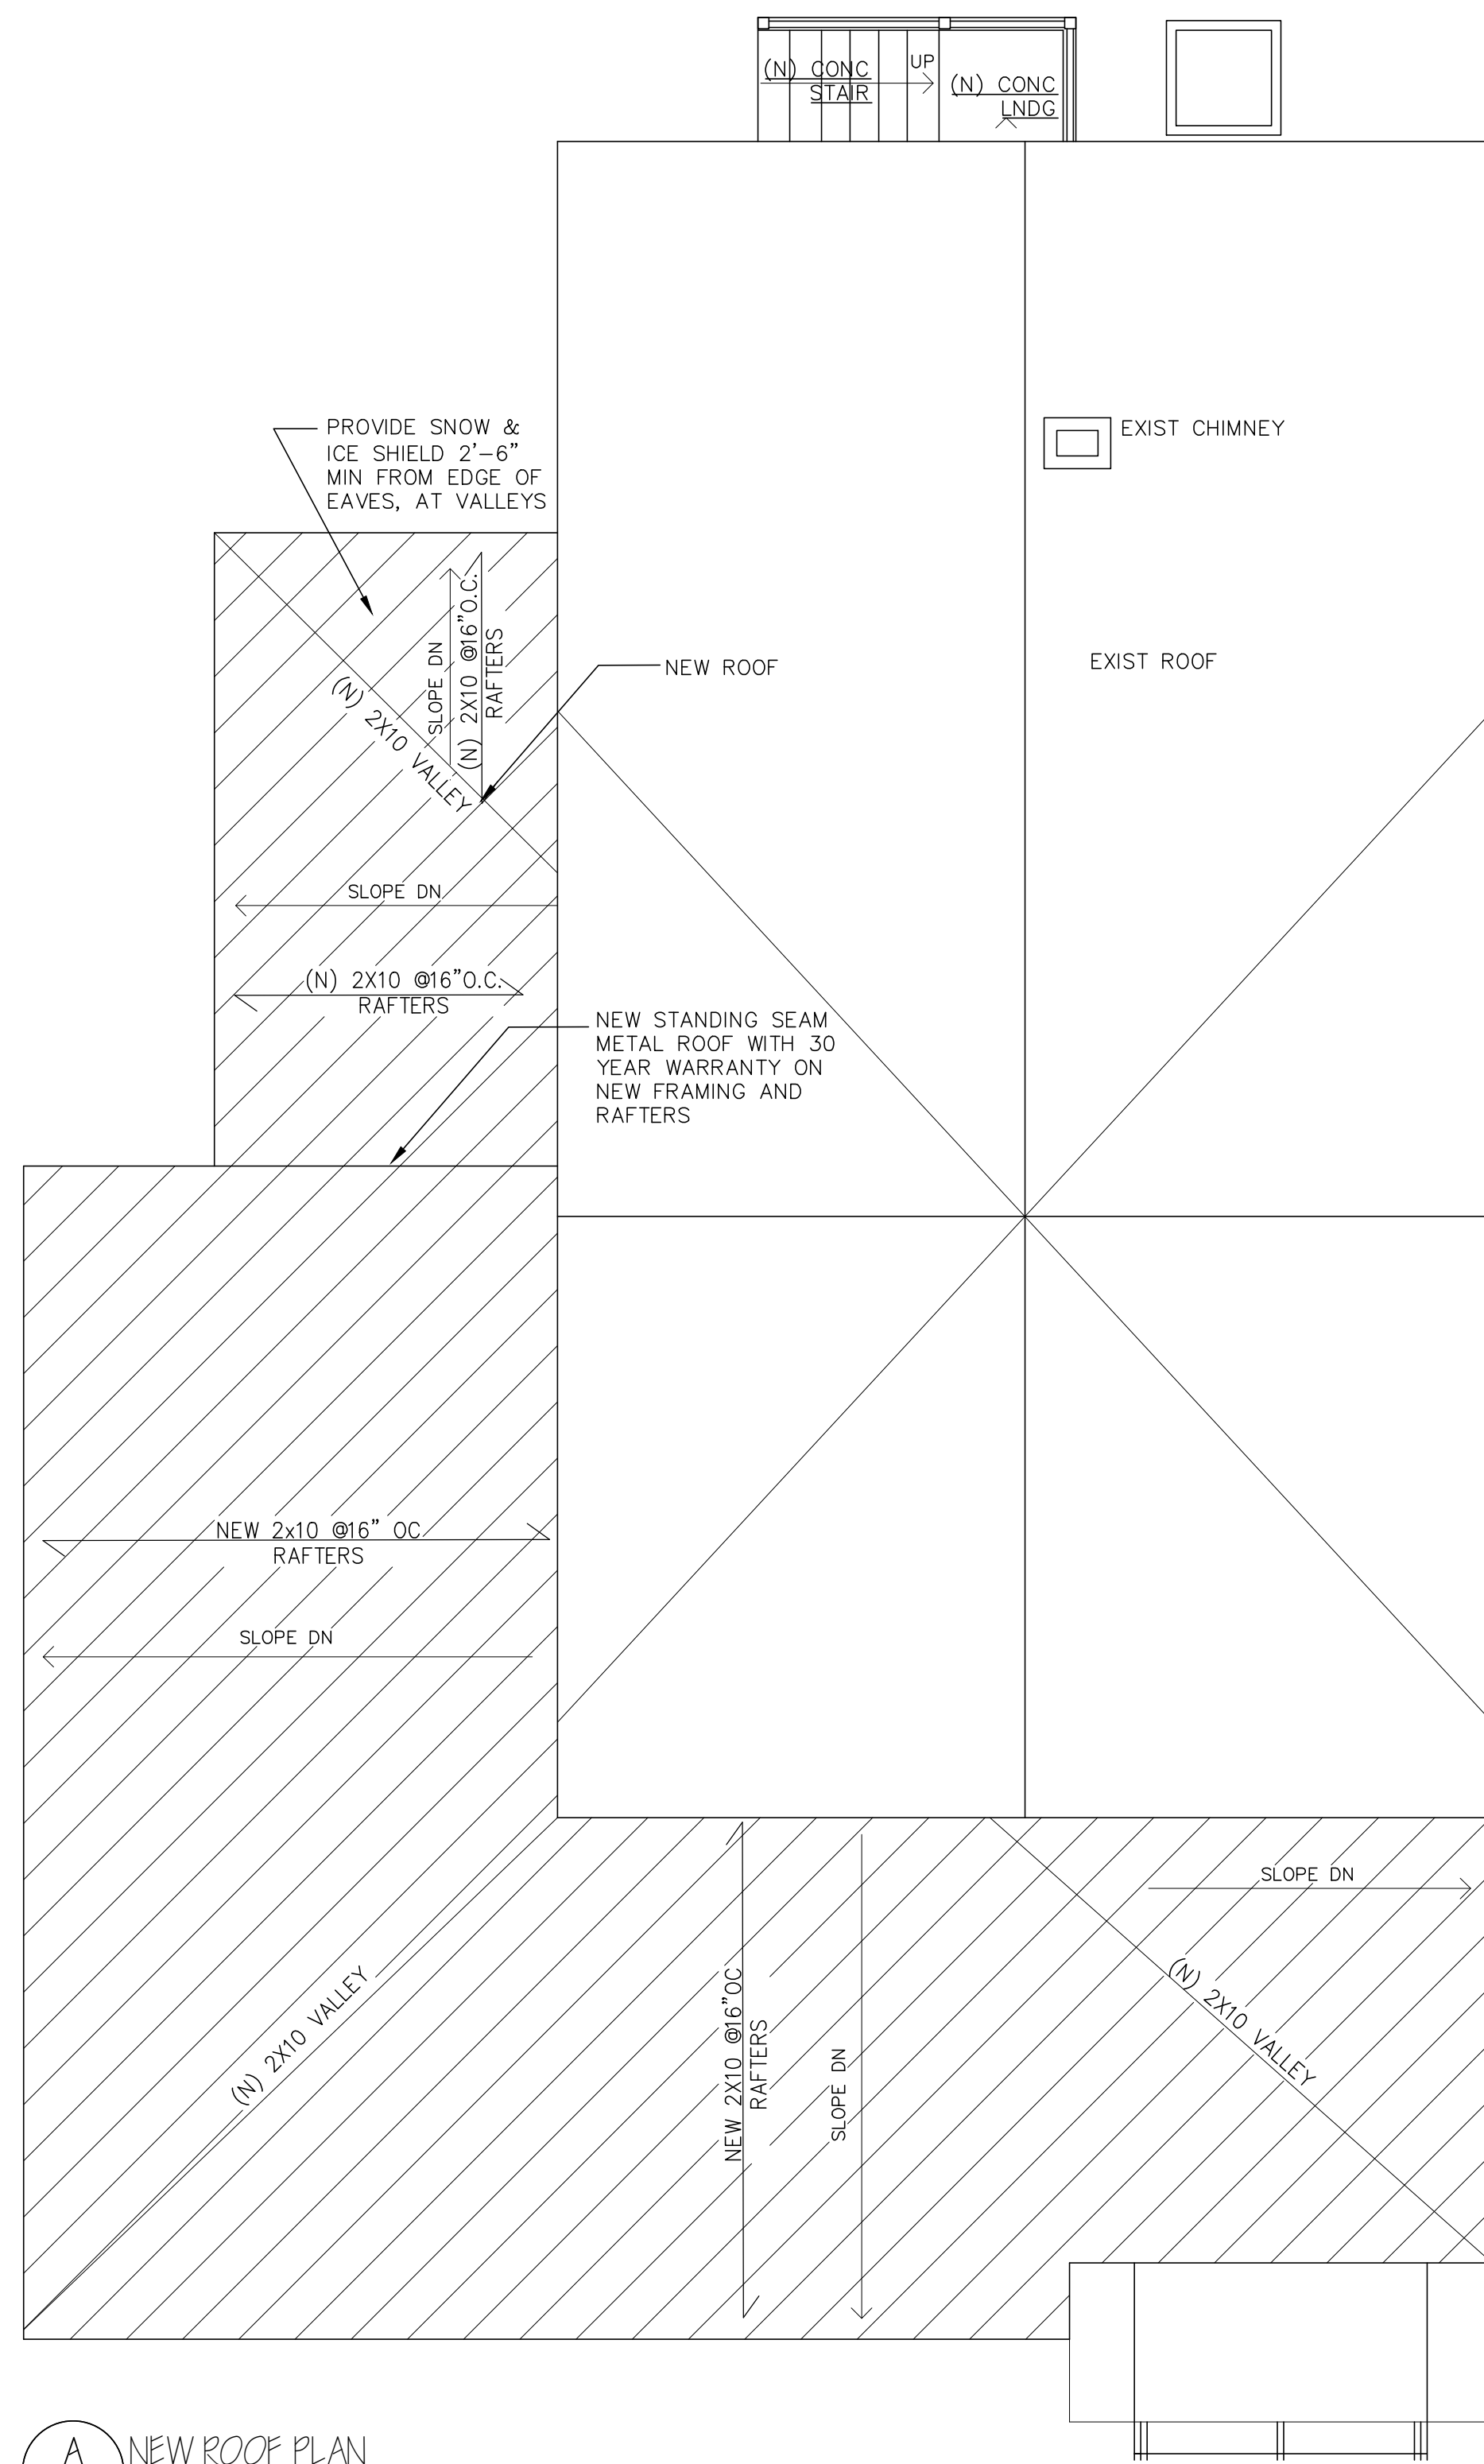 (N) CONC
STAIR
UP
(N) CONC
LNDG
PROVIDE SNOW &
ICE SHIELD 2'-6"
MIN FROM EDGE OF
EAVES, AT VALLEYS
EXIST CHIMNEY
SLOPE DN
(N) 2X10 @16"O.C.
RAFTERS
(N) 2X10 VALLEY
NEW ROOF
EXIST ROOF
SLOPE DN
(N) 2X10 @16"O.C.
RAFTERS
NEW STANDING SEAM
METAL ROOF WITH 30
YEAR WARRANTY ON
NEW FRAMING AND
RAFTERS
NEW 2x10 @16" OC
RAFTERS
SLOPE DN
SLOPE DN
(N) 2X10 VALLEY
NEW 2X10 @16"OC
RAFTERS
SLOPE DN
(N) 2X10 VALLEY
A
NEW ROOF PLAN